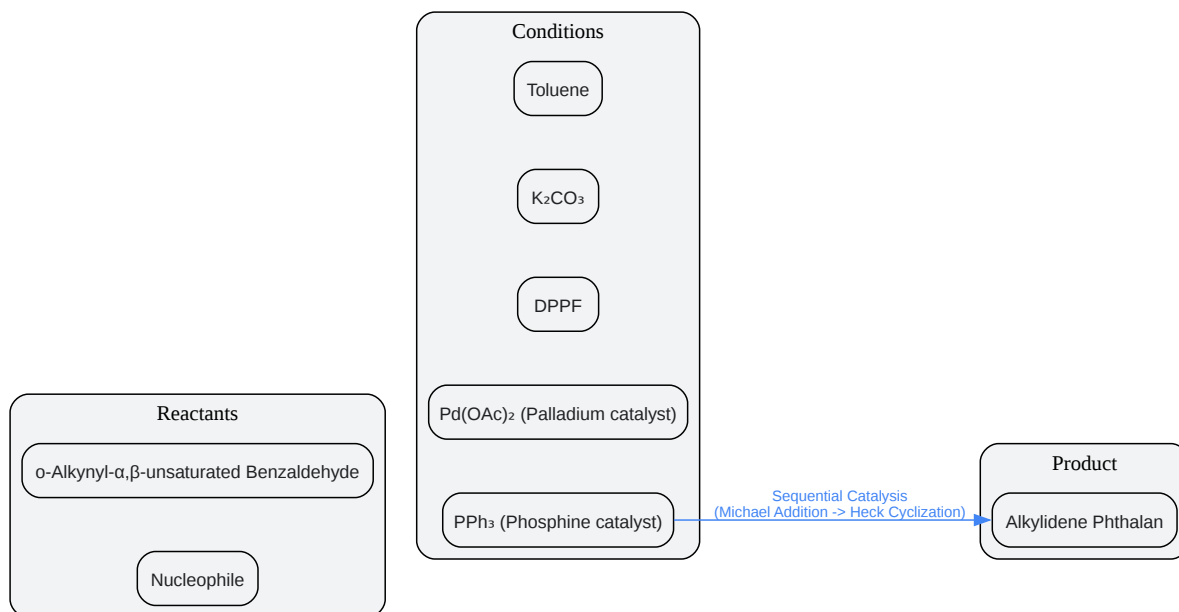 Conditions
Toluene
K₂CO₃
DPPF
Pd(OAc)₂ (Palladium catalyst)
PPh₃ (Phosphine catalyst)
Reactants
o-Alkynyl-α,β-unsaturated Benzaldehyde
Nucleophile
Sequential Catalysis
(Michael Addition -> Heck Cyclization)
Product
Alkylidene Phthalan